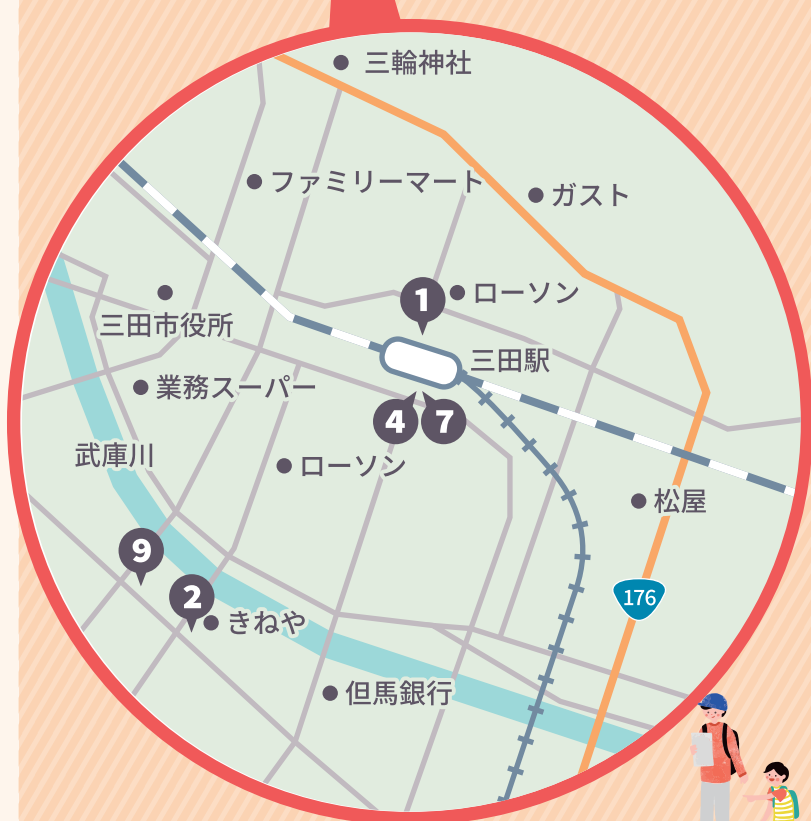 三輪神社
ファミリーマート
ガスト
1
ローソン
三田市役所
三田駅
業務スーパー
4
7
武庫川
ローソン
松屋
9
2
176
きねや
但馬銀行